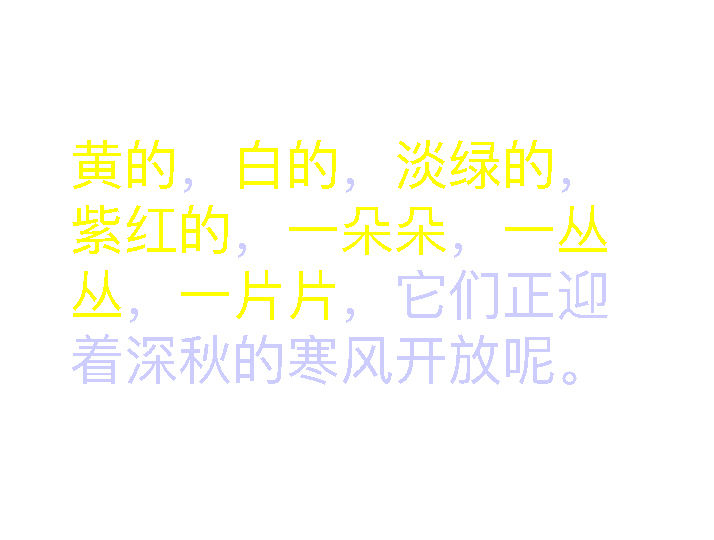 黄的，白的，淡绿的，
紫红的，一朵朵，一丛
丛，一片片，它们正迎
着深秋的寒风开放呢。